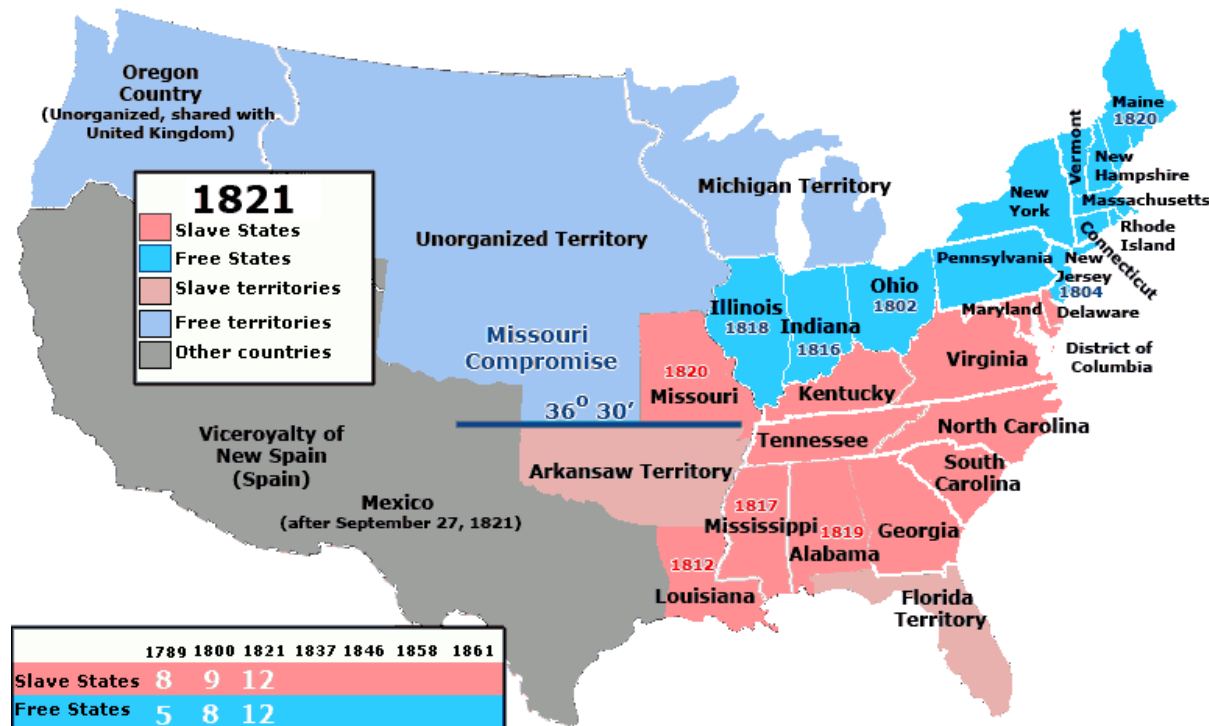 Oregon
Country
(Unorganized, shared with
United Kingdom)
Maine
1820
Vermont
New
Hampshire
Massachusetts
Rhode
Island
Connecticut
New
York
Michigan Territory
1821
Slave States
Free States
Slave territories
Free territories
Other countries
Unorganized Territory
Pennsylvania
New
Jersey
1804
Ohio
1802
Illinois
1818
Indiana
1816
Maryland
Delaware
District of
Columbia
Missouri
Compromise
36⁰ 30’
1820
Missouri
Kentucky
Virginia
North Carolina
Tennessee
South
Carolina
Viceroyalty of
New Spain
(Spain)
Arkansaw Territory
Mexico
(after September 27, 1821)
1817
Mississippi
1819
Alabama
Georgia
1812
Louisiana
Florida
Territory
1789 1800 1821 1837 1846 1858 1861
Slave States 8 9 12
Free States 5 8 12